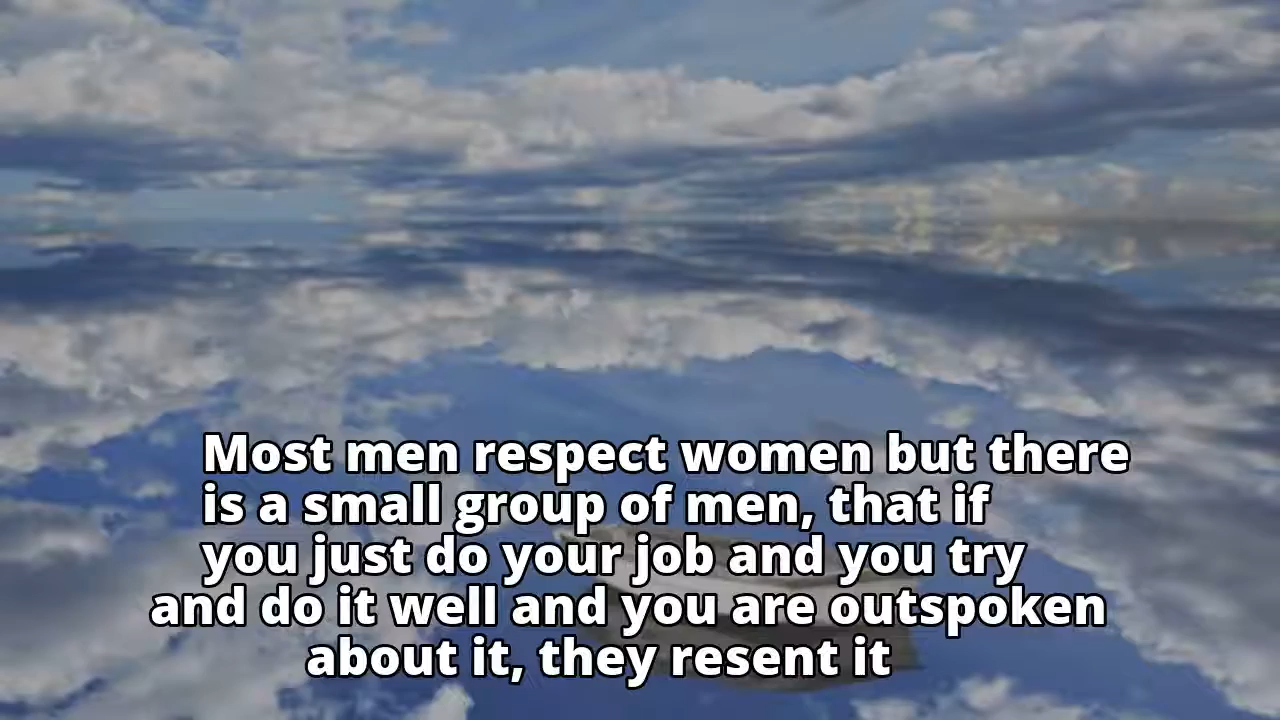 Most men respect women but there
is a small group of men, that if
you just do your job and you try
and do it well and you are outspoken
about it, they resent it